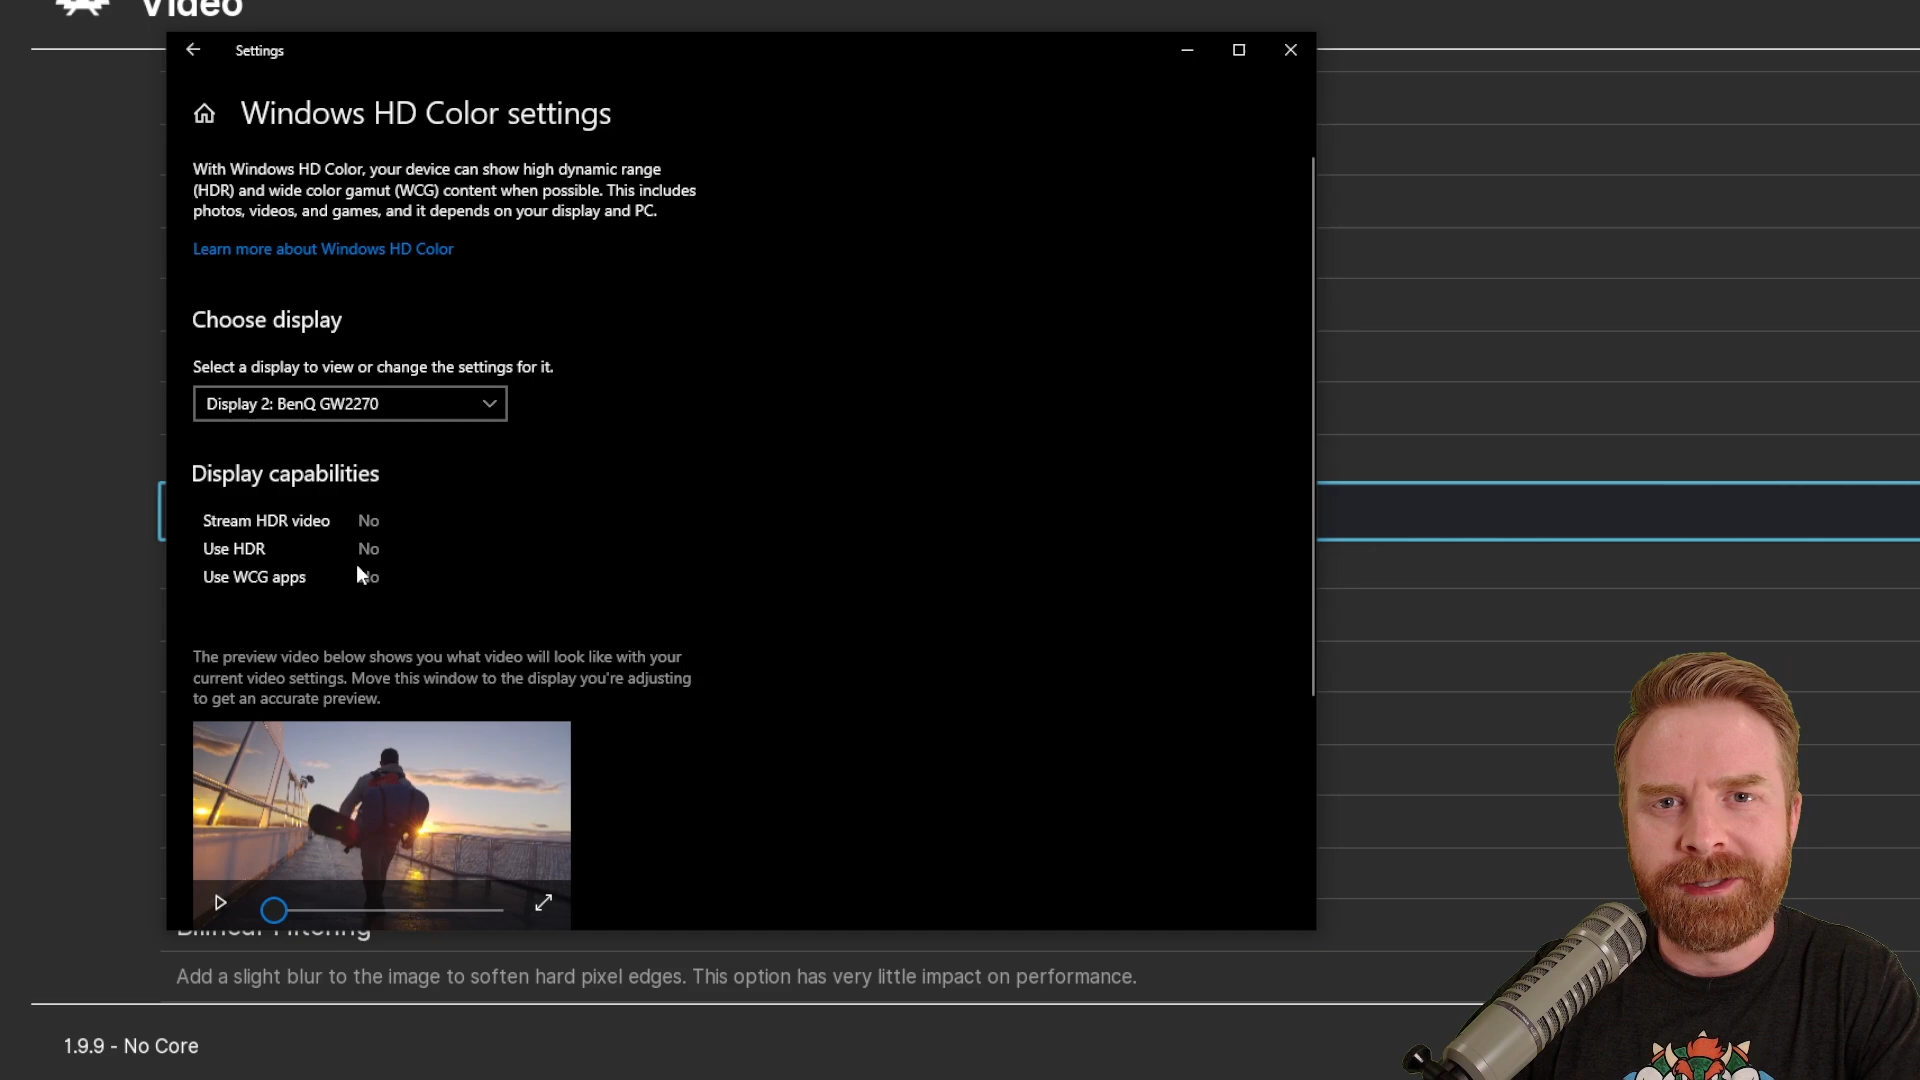 Video
Settings
Windows HD Color settings
With Windows HD Color, your device can show high dynamic range
(HDR) and wide color gamut (WCG) content when possible. This includes
photos, videos, and games, and it depends on your display and PC.
Learn more about Windows HD Color
Choose display
Select a display to view or change the settings for it.
Display 2: BenQ GW2270
Display capabilities
Stream HDR video No
Use HDR No
Use WCG apps No
The preview video below shows you what video will look like with your
current video settings. Move this window to the display you're adjusting
to get an accurate preview.
Bilinear Filtering
Add a slight blur to the image to soften hard pixel edges. This option has very little impact on performance.
1.9.9 - No Core